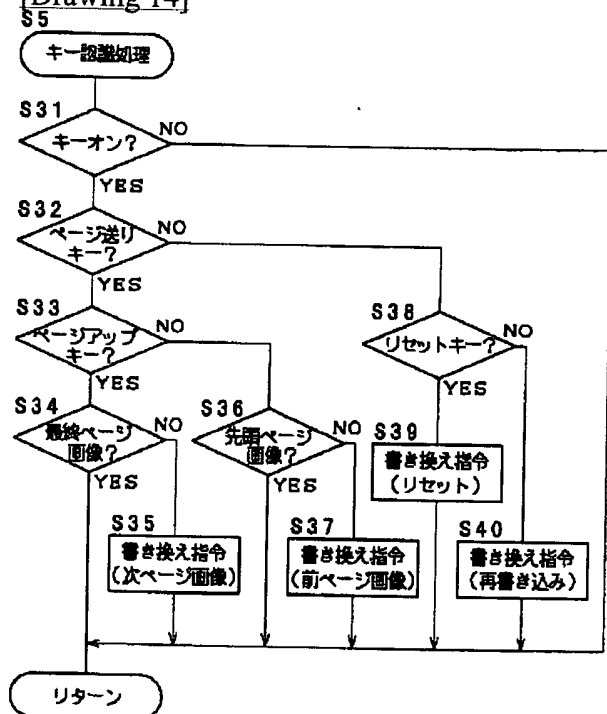 [Drawing 14]
S5
キー認識処理
S31
キーオン?
NO
YES
S32
ページ送り
キー?
NO
YES
S33
ページアップ
キー?
NO
YES
S38
リセットキー?
NO
YES
S34
最終ページ
画像?
NO
YES
S36
先頭ページ
画像?
NO
YES
S39
書き換え指令
(リセット)
S35
書き換え指令
(次ページ画像)
S37
書き換え指令
(前ページ画像)
S40
書き換え指令
(再書き込み)
リターン